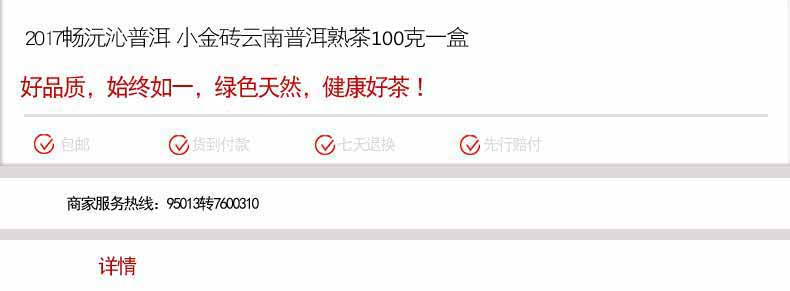 2017畅沅沁普洱 小金砖云南普洱熟茶100克一盒
好品质，始终如一，绿色天然，健康好茶！
包邮 货到付款 七天退换 先行赔付
商家服务热线：95013转7600310
详情